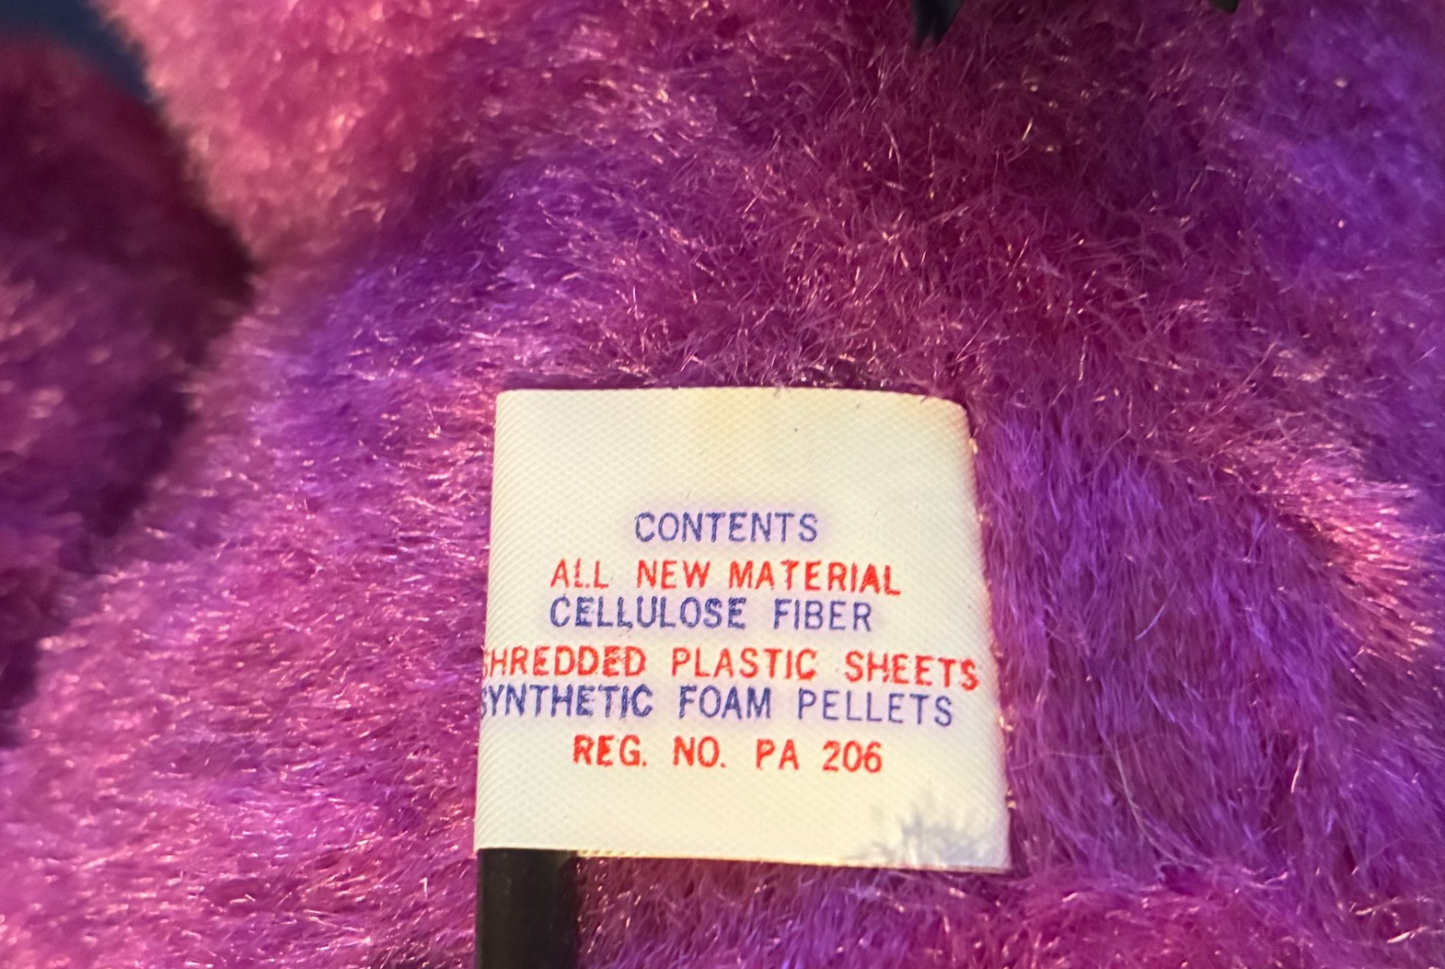 CONTENTS
ALL NEW MATERIAL
CELLULOSE FIBER
SHREDDED PLASTIC SHEETS
SYNTHETIC FOAM PELLETS
REG. NO. PA 206